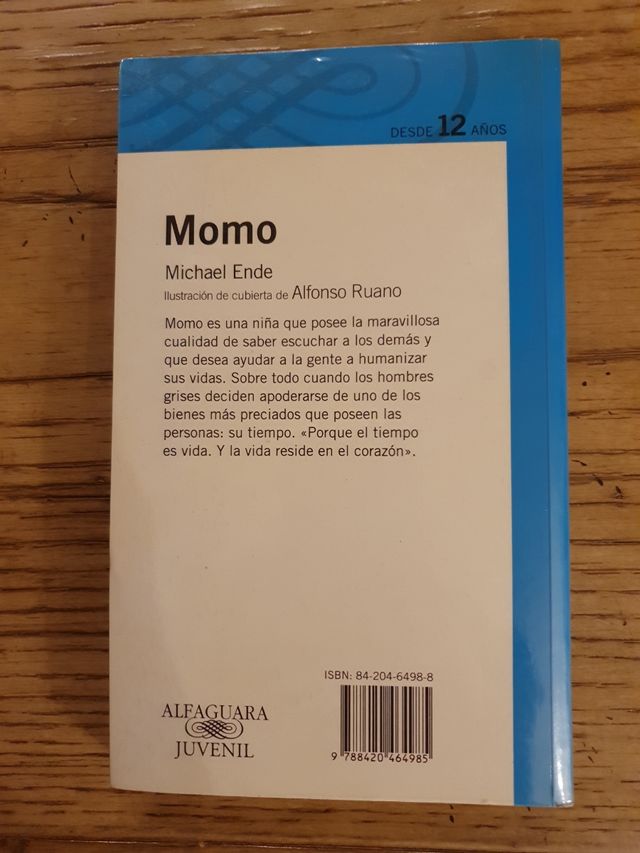 DESDE 12 AÑOS
Momo
Michael Ende
Ilustración de cubierta de Alfonso Ruano
Momo es una niña que posee la maravillosa
cualidad de saber escuchar a los demás y
que desea ayudar a la gente a humanizar
sus vidas. Sobre todo cuando los hombres
grises deciden apoderarse de uno de los
bienes más preciados que poseen las
personas: su tiempo. «Porque el tiempo
es vida. Y la vida reside en el corazón».
ISBN: 84-204-6498-8
ALFAGUARA
JUVENIL
9 788420 464985